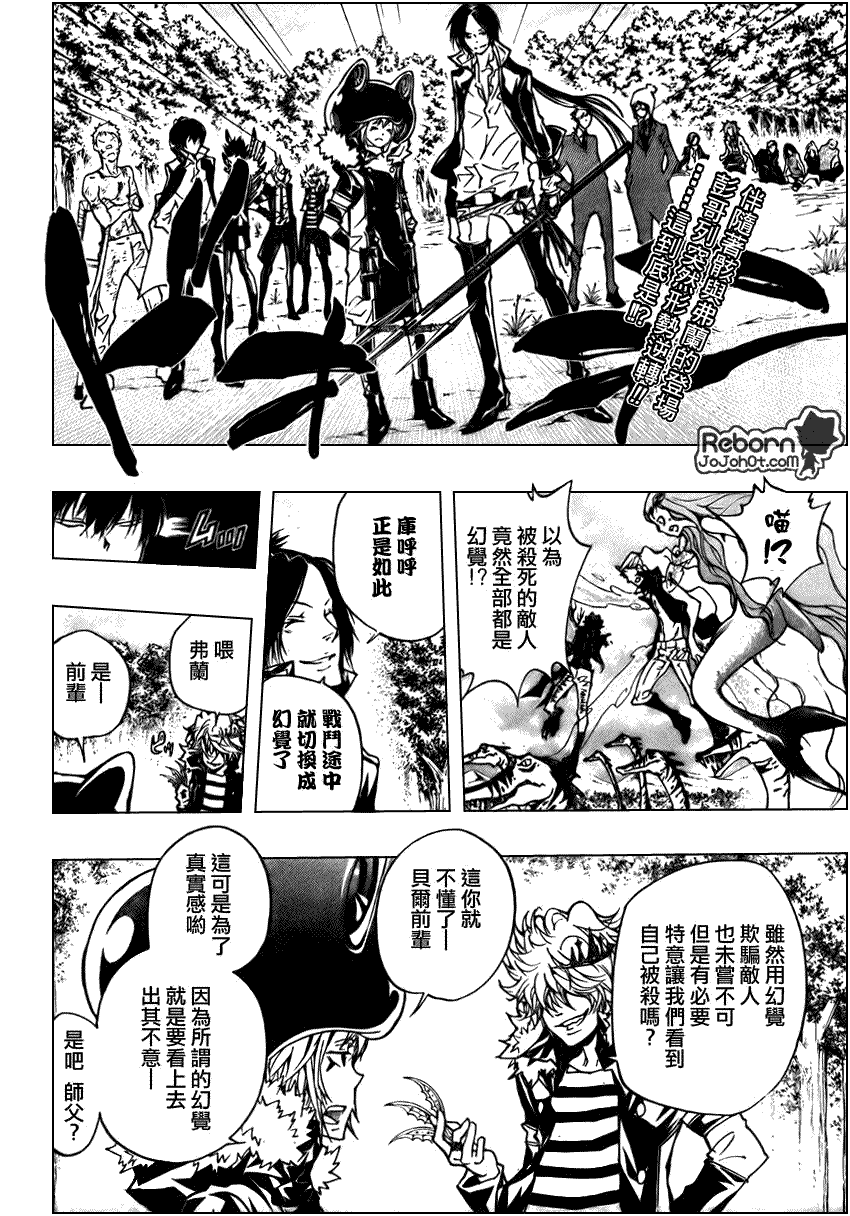 伴隨著骸與弗蘭的登場
彭哥列突然形勢逆轉!!
……這到底是!?
Reborn
JoJoHOt.com
喵!?
以為
被殺死的敵人
竟然全部都是
幻覺!?
庫呼呼
正是如此
戰鬥途中
就切換成
幻覺了
喂
弗蘭
是—
前輩
雖然用幻覺
欺騙敵人
也未嘗不可
但是有必要
特意讓我們看到
自己被殺嗎？
這你就
不懂了—
貝爾前輩
這可是為了
真實感喲
因為所謂的幻覺
就是要看上去
出其不意—
是吧 師父？